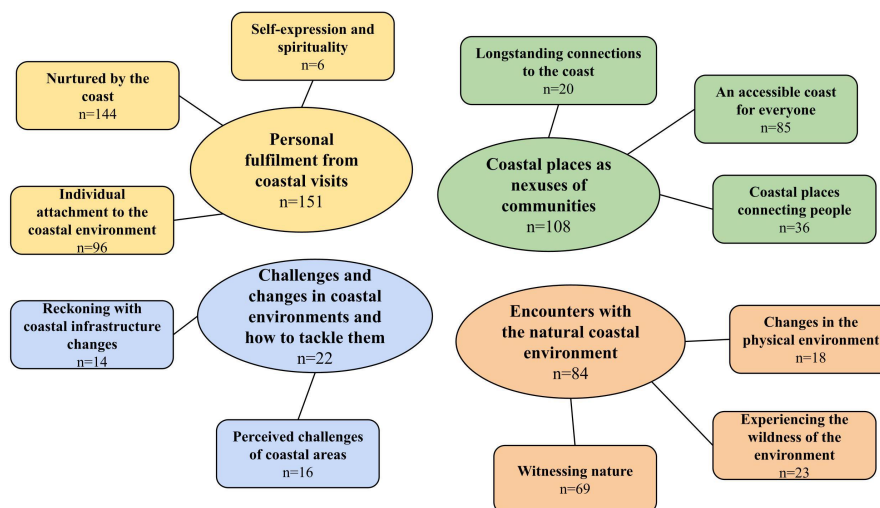 Self-expression and
spirituality
n=6
Nurtured by the
coast
n=144
Personal
fulfilment from
coastal visits
n=151
Individual
attachment to the
coastal environment
n=96
Longstanding connections
to the coast
n=20
An accessible coast
for everyone
n=85
Coastal places as
nexuses of
communities
n=108
Coastal places
connecting people
n=36
Challenges and
changes in coastal
environments and
how to tackle them
n=22
Reckoning with
coastal infrastructure
changes
n=14
Perceived challenges
of coastal areas
n=16
Encounters with
the natural coastal
environment
n=84
Changes in the
physical environment
n=18
Experiencing the
wildness of the
environment
n=23
Witnessing nature
n=69